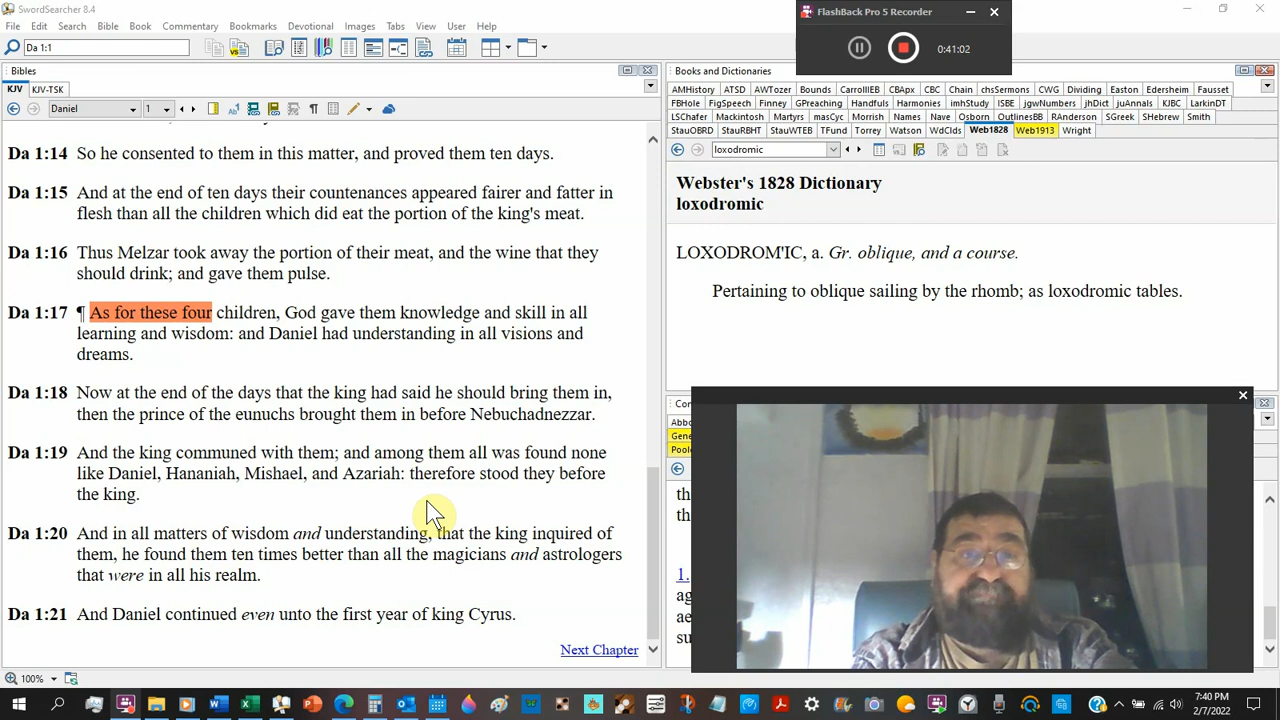 SwordSearcher 8.4
File Edit Search Bible Book Commentary Bookmarks Devotional Images Tabs View User Help
Da 1:1
FlashBack Pro 5 Recorder
0:41:02
Bibles
KJV KJV-TSK
Daniel 1
Da 1:14 So he consented to them in this matter, and proved them ten days.
Da 1:15 And at the end of ten days their countenances appeared fairer and fatter in
flesh than all the children which did eat the portion of the king's meat.
Da 1:16 Thus Melzar took away the portion of their meat, and the wine that they
should drink; and gave them pulse.
Da 1:17 ¶ As for these four children, God gave them knowledge and skill in all
learning and wisdom: and Daniel had understanding in all visions and
dreams.
Da 1:18 Now at the end of the days that the king had said he should bring them in,
then the prince of the eunuchs brought them in before Nebuchadnezzar.
Da 1:19 And the king communed with them; and among them all was found none
like Daniel, Hananiah, Mishael, and Azariah: therefore stood they before
the king.
Da 1:20 And in all matters of wisdom and understanding, that the king inquired of
them, he found them ten times better than all the magicians and astrologers
that were in all his realm.
Da 1:21 And Daniel continued even unto the first year of king Cyrus.
Next Chapter
100%
Books and Dictionaries
AMHistory ATSD AWTozer Bounds CarrollIEB CBApx CBC Chain chsSermons CWG Dividing Easton Edersheim Fausset
FBHole FigSpeech Finney GPreaching Handfuls Harmonies imhStudy ISBE jgwNumbers jhDict juAnnals KJBC LarkinDT
LSChafer Mackintosh Martyrs masCyc Morrish Names Nave Osborn OutlinesBB RAnderson SGreek SHebrew Smith
StauOBRD StauRBHT StauWTEB TFund Torrey Watson WdClds Web1828 Web1913 Wright
loxodromic
Webster's 1828 Dictionary
loxodromic
LOXODROM'IC, a. Gr. oblique, and a course.
Pertaining to oblique sailing by the rhomb; as loxodromic tables.
7:40 PM
2/7/2022